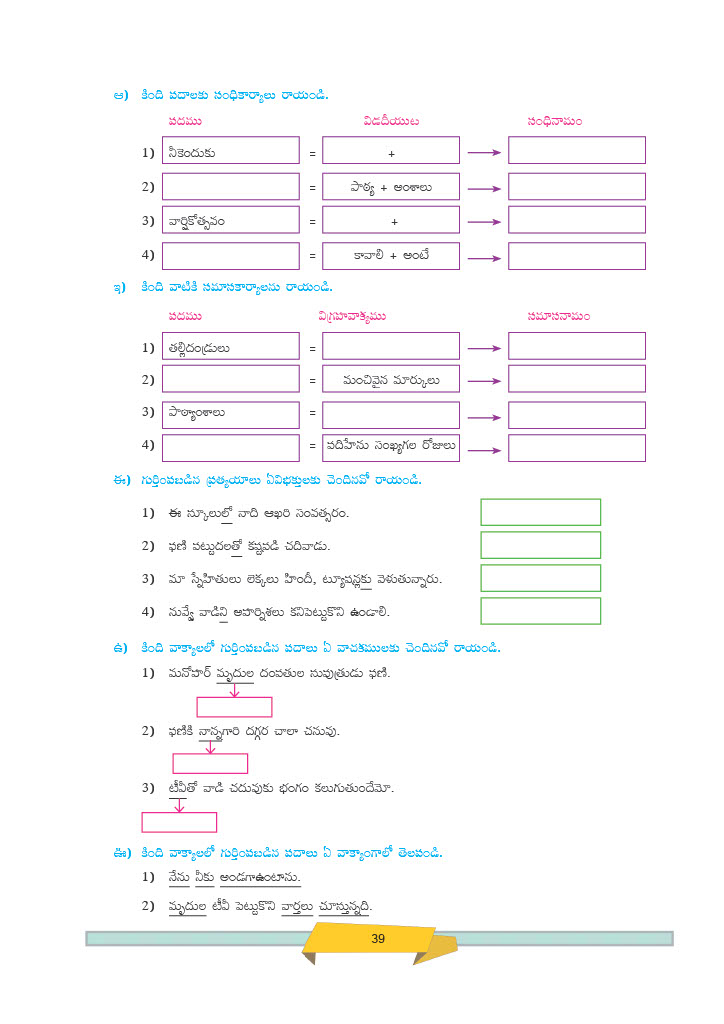 ఆ) కింది పదాలకు సంధికార్యాలు రాయండి.
పదము విడదీయుట సంధినామం
1) నీకెందుకు = +
2) = పాఠ్య + అంశాలు
3) వార్షికోత్సవం = +
4) = కావాలి + అంటే
ఇ) కింది వాటికి సమాసకార్యాలను రాయండి.
పదము విగ్రహవాక్యము సమాసనామం
1) తల్లిదండ్రులు =
2) = మంచివైన మార్కులు
3) పాఠ్యాంశాలు =
4) = పదిహేను సంఖ్యగల రోజులు
ఈ) గుర్తింపబడిన ప్రత్యయాలు ఏవిభక్తులకు చెందినవో రాయండి.
1) ఈ స్కూలుల్లో నాది ఆఖరి సంవత్సరం.
2) ఫణి పట్టుదలతో కష్టపడి చదివాడు.
3) మా స్నేహితులు లెక్కలు హిందీ, ట్యూషన్లకు వెళుతున్నారు.
4) నువ్వే వాడిని అహర్నిశలు కనిపెట్టుకొని ఉండాలి.
ఉ) కింది వాక్యాలలో గుర్తింపబడిన పదాలు ఏ వాచకములకు చెందినవో రాయండి.
1) మనోహర్ మృదుల దంపతుల సుపుత్రుడు ఫణి.
2) ఫణికి నాన్నగారి దగ్గర చాలా చనువు.
3) టీవీతో వాడి చదువుకు భంగం కలుగుతుందేమో.
ఊ) కింది వాక్యాలలో గుర్తింపబడిన పదాలు ఏ వాక్యాంగాలో తెలపండి.
1) నేను నీకు అండగాఉంటాను.
2) మృదుల టీవీ పెట్టుకొని వార్తలు చూస్తున్నది.
39